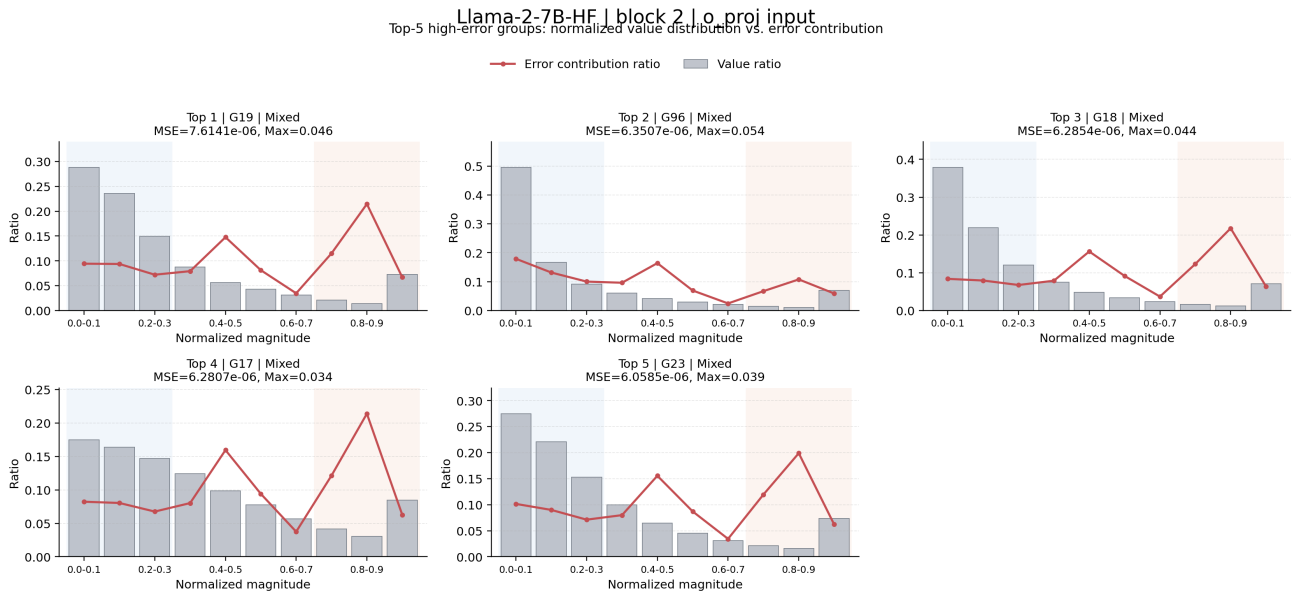 Llama-2-7B-HF | block 2 | o_proj input
Top-5 high-error groups: normalized value distribution vs. error contribution
Error contribution ratio
Value ratio
Top 1 | G19 | Mixed
MSE=7.6141e-06, Max=0.046
Ratio
0.30
0.25
0.20
0.15
0.10
0.05
0.00
0.0-0.1 0.2-0.3 0.4-0.5 0.6-0.7 0.8-0.9
Normalized magnitude
Top 2 | G96 | Mixed
MSE=6.3507e-06, Max=0.054
Ratio
0.5
0.4
0.3
0.2
0.1
0.0
0.0-0.1 0.2-0.3 0.4-0.5 0.6-0.7 0.8-0.9
Normalized magnitude
Top 3 | G18 | Mixed
MSE=6.2854e-06, Max=0.044
Ratio
0.4
0.3
0.2
0.1
0.0
0.0-0.1 0.2-0.3 0.4-0.5 0.6-0.7 0.8-0.9
Normalized magnitude
Top 4 | G17 | Mixed
MSE=6.2807e-06, Max=0.034
Ratio
0.25
0.20
0.15
0.10
0.05
0.00
0.0-0.1 0.2-0.3 0.4-0.5 0.6-0.7 0.8-0.9
Normalized magnitude
Top 5 | G23 | Mixed
MSE=6.0585e-06, Max=0.039
Ratio
0.30
0.25
0.20
0.15
0.10
0.05
0.00
0.0-0.1 0.2-0.3 0.4-0.5 0.6-0.7 0.8-0.9
Normalized magnitude